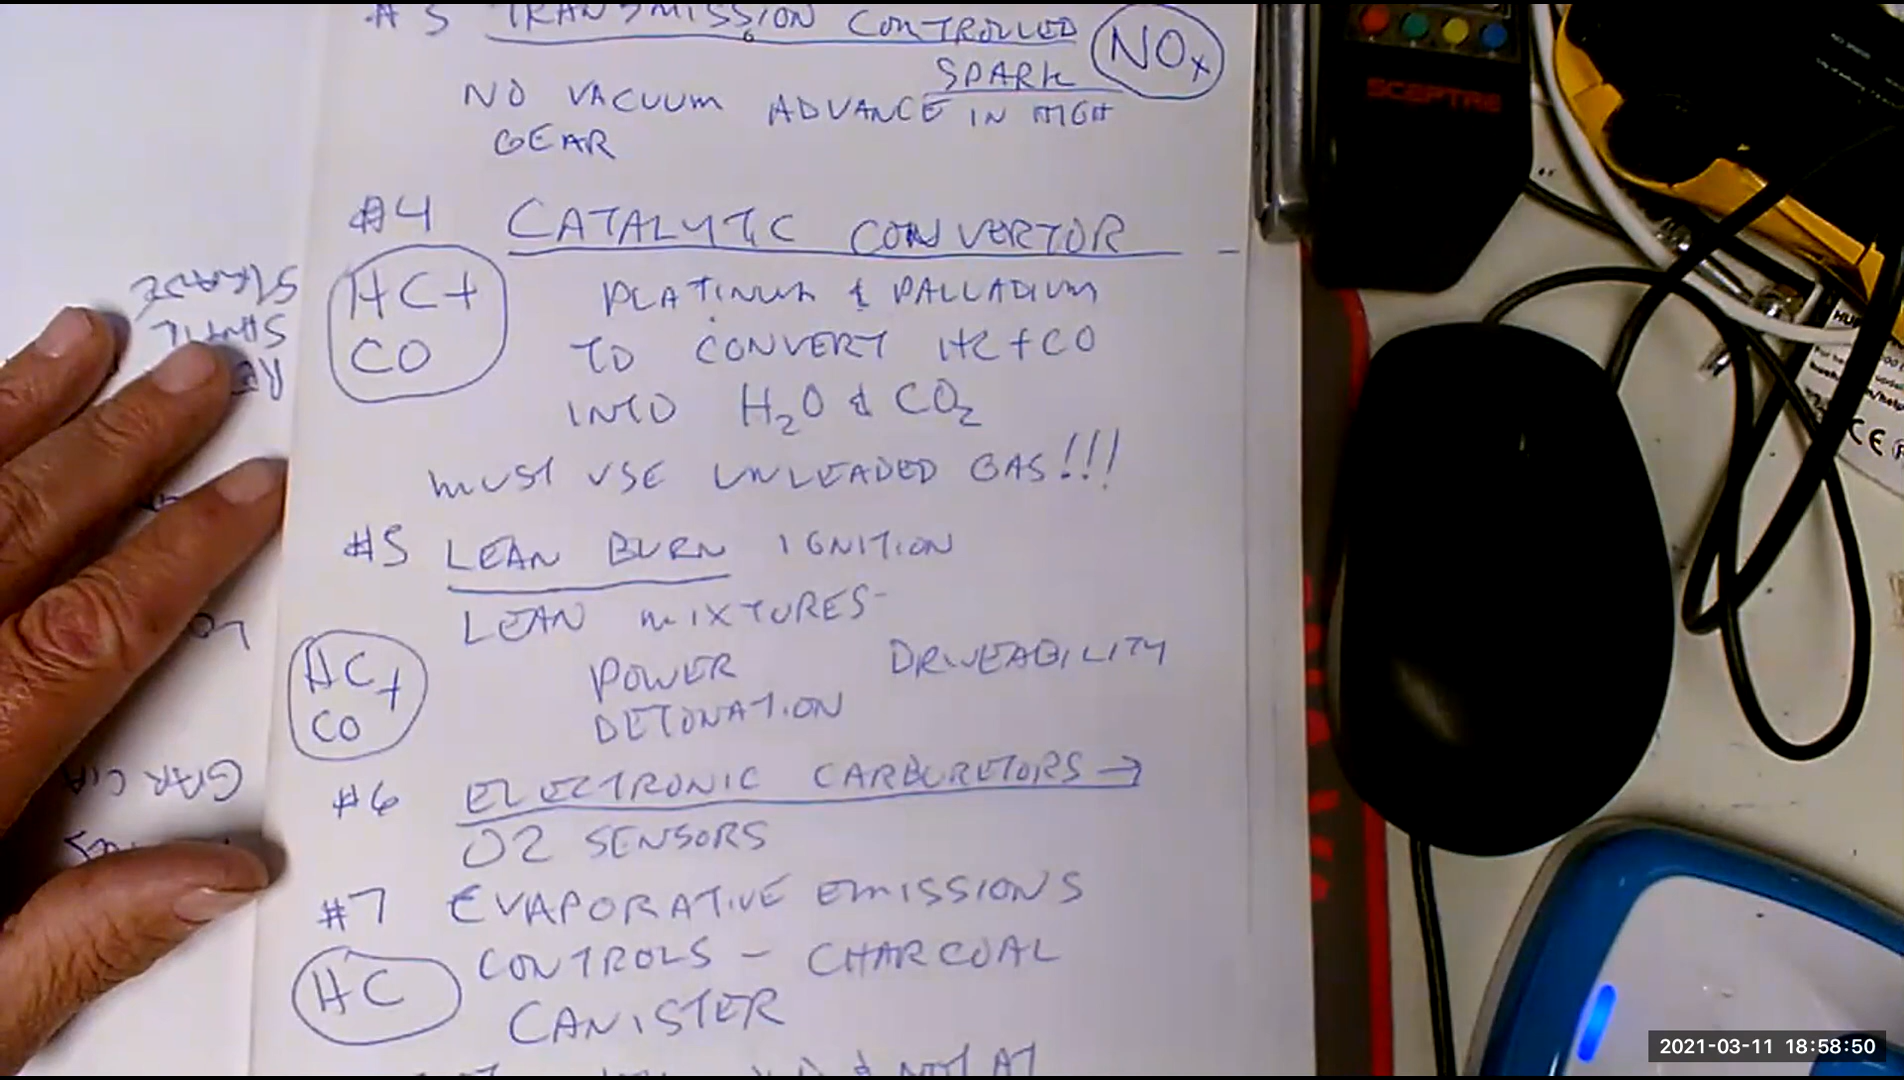 #3 TRANSMISSION CONTROLLED
SPARK
NOx
NO VACUUM ADVANCE IN HIGH
GEAR
#4 CATALYTIC CONVERTOR
HC+
CO
PLATINUM & PALLADIUM
TO CONVERT HC+CO
INTO H2O & CO2
MUST USE UNLEADED GAS!!!
#5 LEAN BURN IGNITION
LEAN MIXTURES-
HC+
CO
POWER DRIVEABILITY
DETONATION
#6 ELECTRONIC CARBURETORS →
O2 SENSORS
#7 EVAPORATIVE EMISSIONS
HC
CONTROLS - CHARCOAL
CANISTER
SCEPTRE
CE
2021-03-11 18:58:50